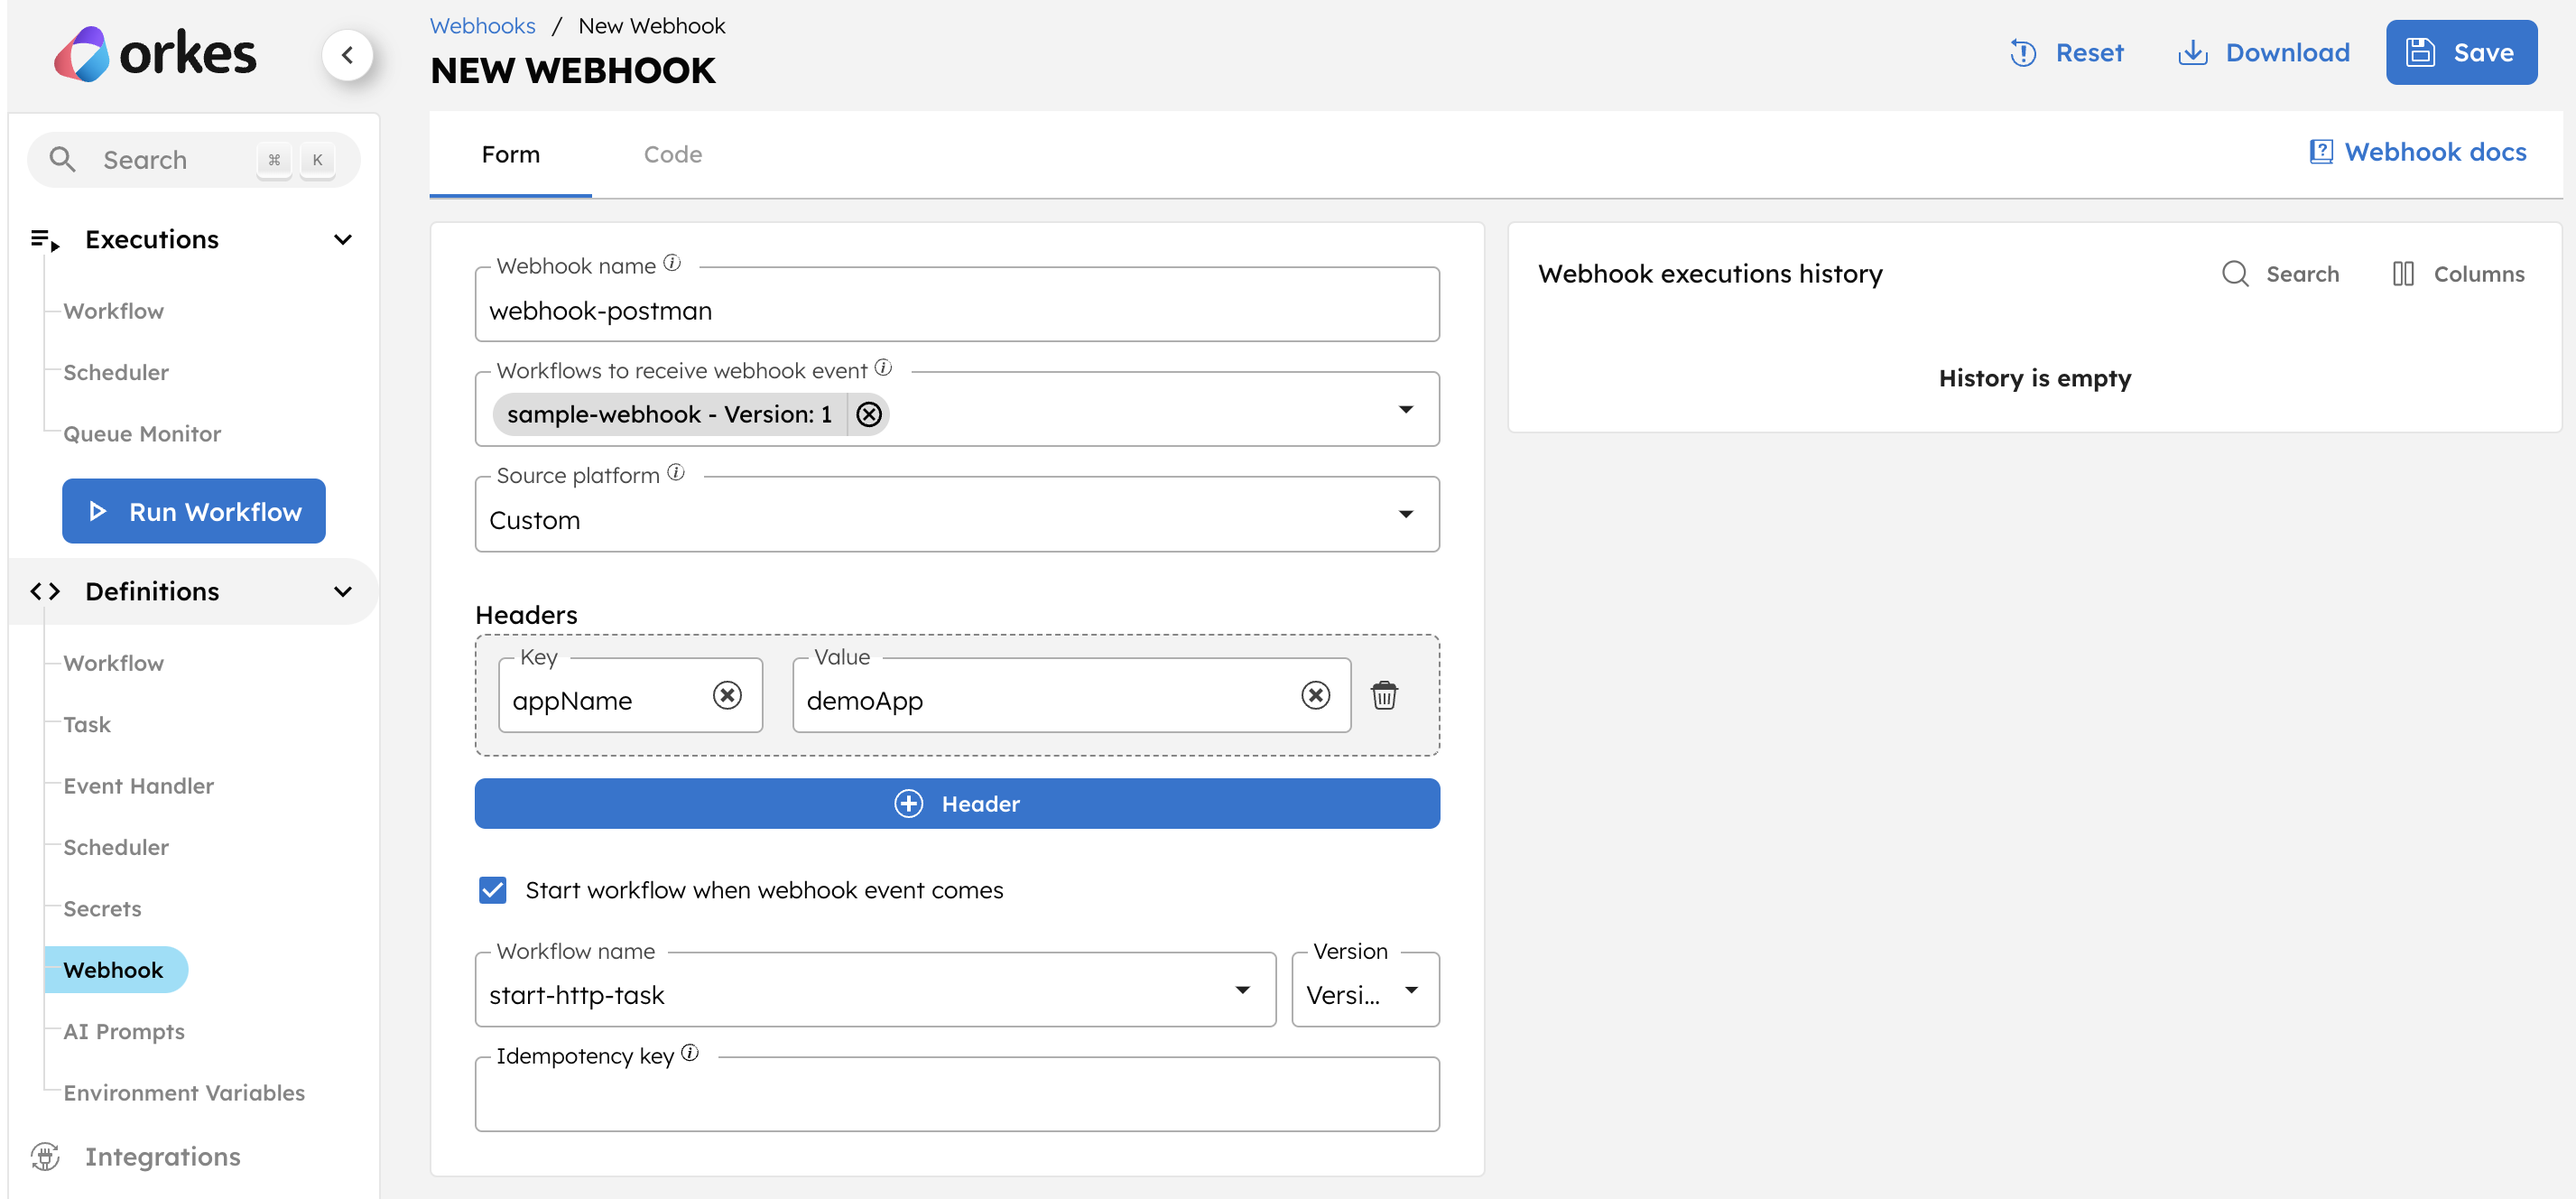 orkes
Webhooks / New Webhook
NEW WEBHOOK
Reset
Download
Save
Search
⌘ K
Executions
Workflow
Scheduler
Queue Monitor
Run Workflow
Definitions
Workflow
Task
Event Handler
Scheduler
Secrets
Webhook
AI Prompts
Environment Variables
Integrations
Form
Code
Webhook docs
Webhook name
webhook-postman
Workflows to receive webhook event
sample-webhook - Version: 1
Source platform
Custom
Headers
Key
appName
Value
demoApp
Header
Start workflow when webhook event comes
Workflow name
start-http-task
Version
Versi...
Idempotency key
Webhook executions history
Search
Columns
History is empty